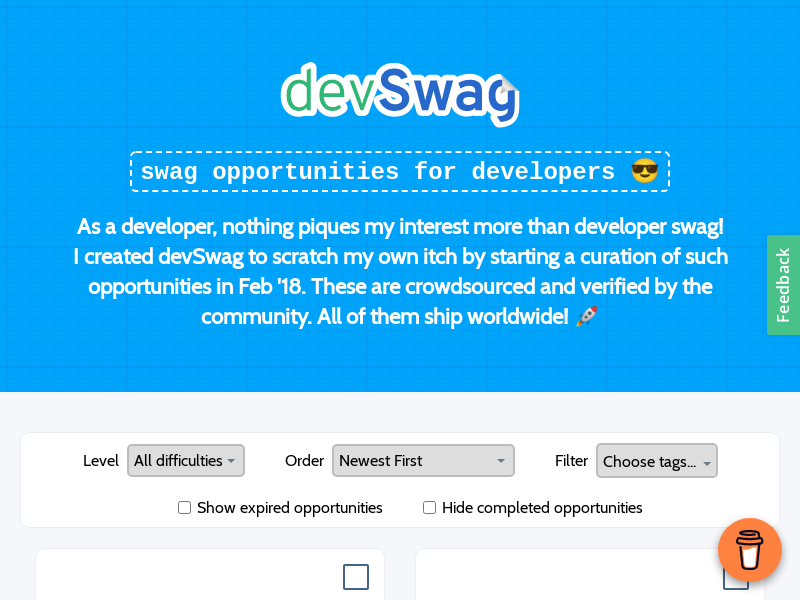 devSwag
swag opportunities for developers 😎
As a developer, nothing piques my interest more than developer swag!
I created devSwag to scratch my own itch by starting a curation of such
opportunities in Feb '18. These are crowdsourced and verified by the
community. All of them ship worldwide! 🚀
Feedback
Level All difficulties Order Newest First Filter Choose tags...
Show expired opportunities Hide completed opportunities